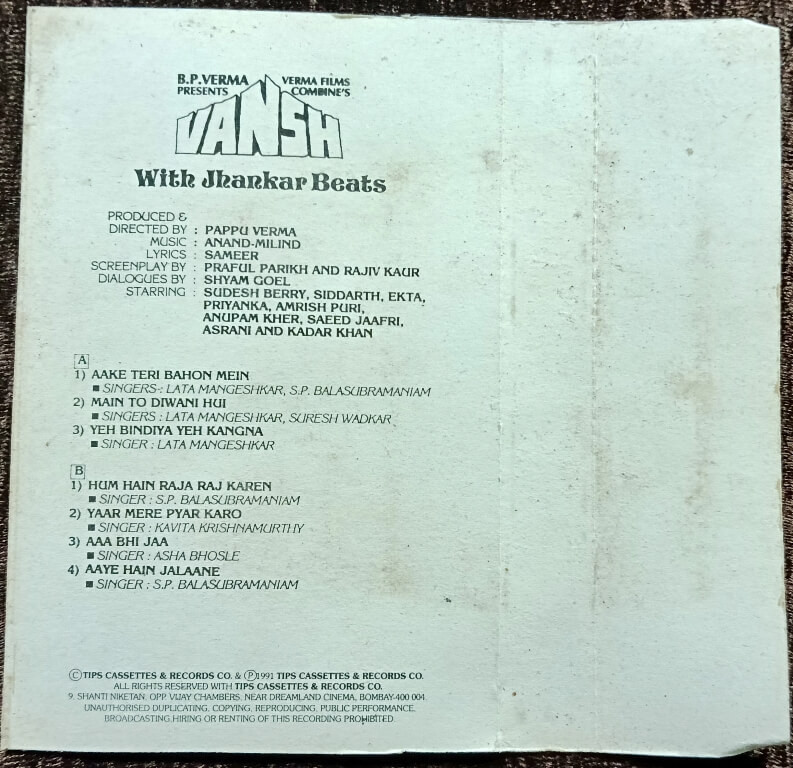 B.P.VERMA PRESENTS
VERMA FILMS COMBINE'S
VANSH
With Jhankar Beats
PRODUCED &
DIRECTED BY : PAPPU VERMA
MUSIC : ANAND-MILIND
LYRICS : SAMEER
SCREENPLAY BY : PRAFUL PARIKH AND RAJIV KAUR
DIALOGUES BY : SHYAM GOEL
STARRING : SUDESH BERRY, SIDDARTH, EKTA,
PRIYANKA, AMRISH PURI,
ANUPAM KHER, SAEED JAAFRI,
ASRANI AND KADAR KHAN
A
1) AAKE TERI BAHON MEIN
■ SINGERS : LATA MANGESHKAR, S.P. BALASUBRAMANIAM
2) MAIN TO DIWANI HUI
■ SINGERS : LATA MANGESHKAR, SURESH WADKAR
3) YEH BINDIYA YEH KANGNA
■ SINGER : LATA MANGESHKAR
B
1) HUM HAIN RAJA RAJ KAREN
■ SINGER : S.P. BALASUBRAMANIAM
2) YAAR MERE PYAR KARO
■ SINGER : KAVITA KRISHNAMURTHY
3) AAA BHI JAA
■ SINGER : ASHA BHOSLE
4) AAYE HAIN JALAANE
■ SINGER : S.P. BALASUBRAMANIAM
©TIPS CASSETTES & RECORDS CO. & ℗1991 TIPS CASSETTES & RECORDS CO.
ALL RIGHTS RESERVED WITH TIPS CASSETTES & RECORDS CO.
9, SHANTI NIKETAN, OPP. VIJAY CHAMBERS, NEAR DREAMLAND CINEMA, BOMBAY-400 004.
UNAUTHORISED DUPLICATING, COPYING, REPRODUCING, PUBLIC PERFORMANCE,
BROADCASTING,HIRING OR RENTING OF THIS RECORDING PROHIBITED.